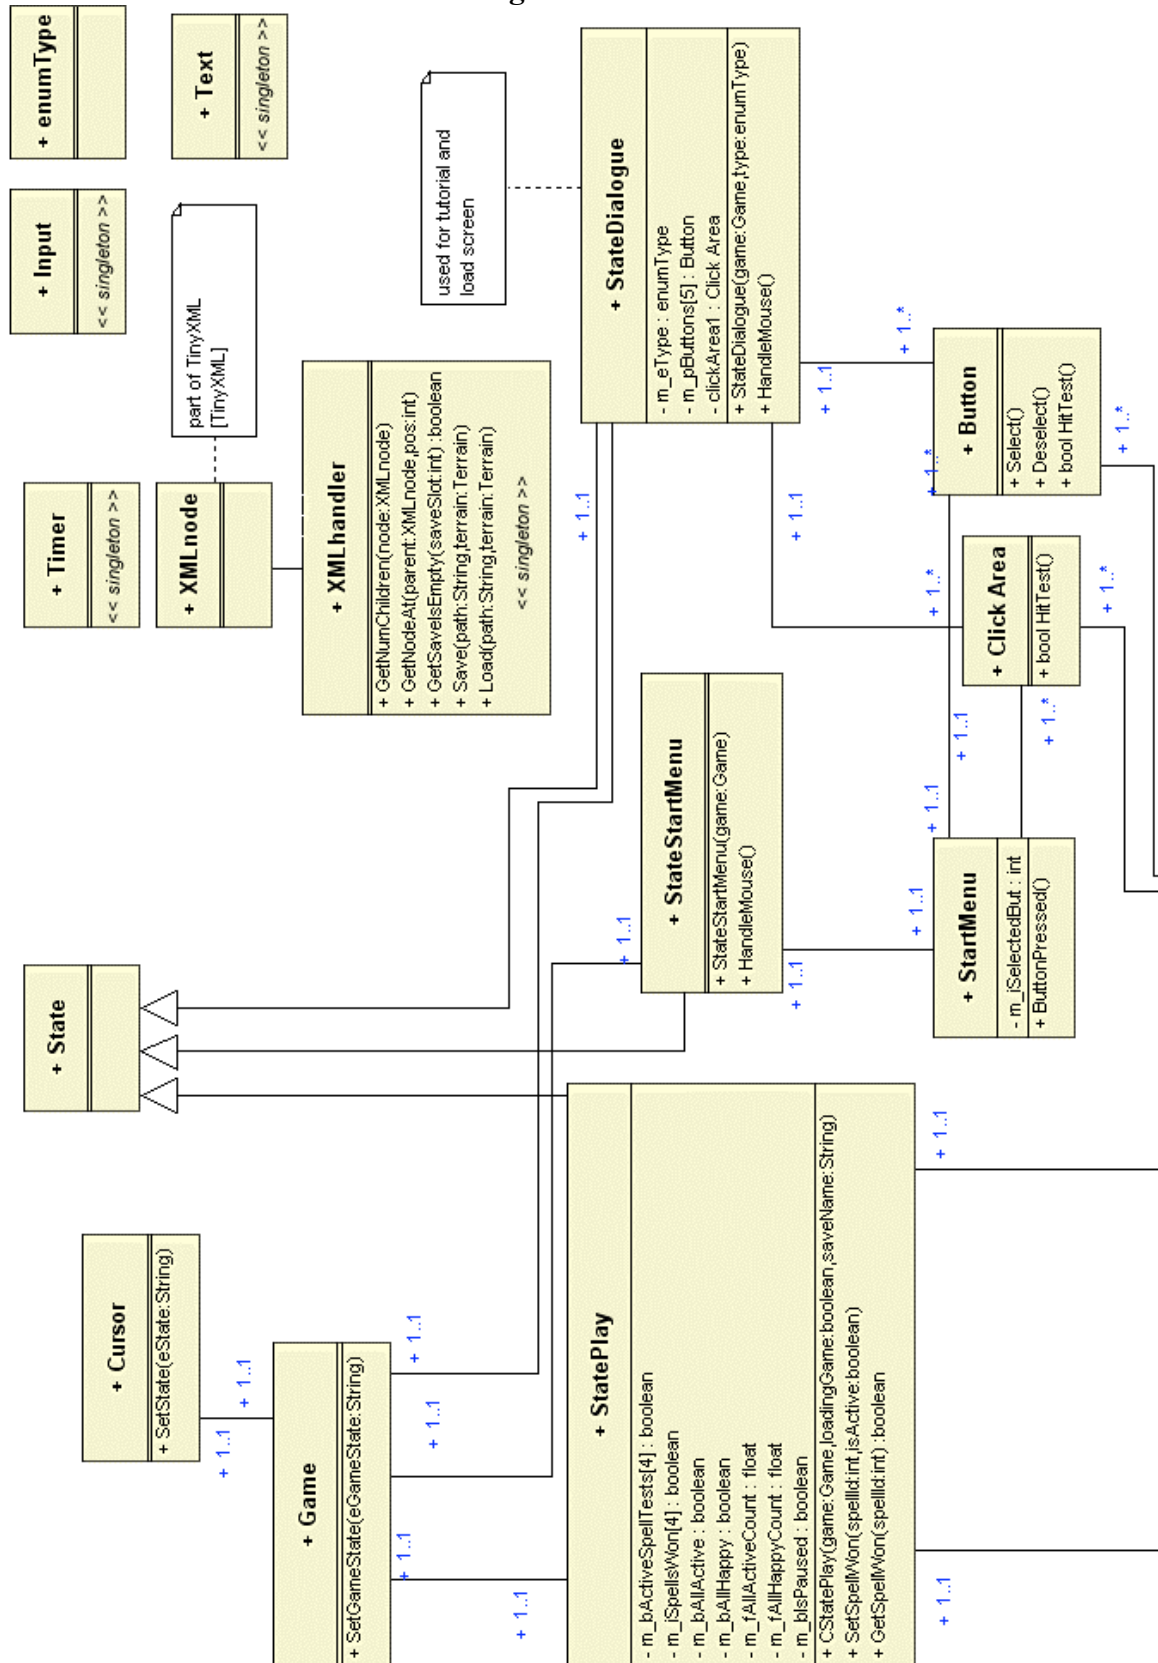 g
+ enumType
+ Text
<< singleton >>
+ Input
<< singleton >>
part of TinyXML
[TinyXML]
used for tutorial and
load screen
+ StateDialogue
- m_eType : enumType
- m_pButtons[5] : Button
- clickArea1 : Click Area
+ StateDialogue(game:Game,type:enumType)
+ HandleMouse()
+ Timer
<< singleton >>
+ XMLnode
+ XMLhandler
+ GetNumChildren(node:XMLnode)
+ GetNodeAt(parent:XMLnode,pos:int)
+ GetSaveIsEmpty(saveSlot:int) :boolean
+ Save(path:String,terrain:Terrain)
+ Load(path:String,terrain:Terrain)
<< singleton >>
+ 1..1
+ 1..1
+ 1..1
+ 1..*
+ Button
+ Select()
+ Deselect()
+ bool HitTest()
+ 1..*
+ 1..*
+ Click Area
+ bool HitTest()
+ 1..*
+ 1..*
+ 1..*
+ 1..1
+ 1..1
+ StateStartMenu
+ StateStartMenu(game:Game)
+ HandleMouse()
+ 1..1
+ 1..1
+ 1..1
+ StartMenu
- m_iSelectedBut : int
+ ButtonPressed()
+ State
+ Cursor
+ SetState(eState:String)
+ 1..1
+ 1..1
+ Game
+ SetGameState(eGameState:String)
+ 1..1
+ 1..1
+ 1..1
+ 1..1
+ StatePlay
- m_bActiveSpellTests[4] : boolean
- m_iSpellsWon[4] : boolean
- m_bAllActive : boolean
- m_bAllHappy : boolean
- m_fAllActiveCount : float
- m_fAllHappyCount : float
- m_bIsPaused : boolean
+ CStatePlay(game:Game,loadingGame:boolean,saveName:String)
+ SetSpellWon(spellId:int,isActive:boolean)
+ GetSpellWon(spellId:int) :boolean
+ 1..1
+ 1..1